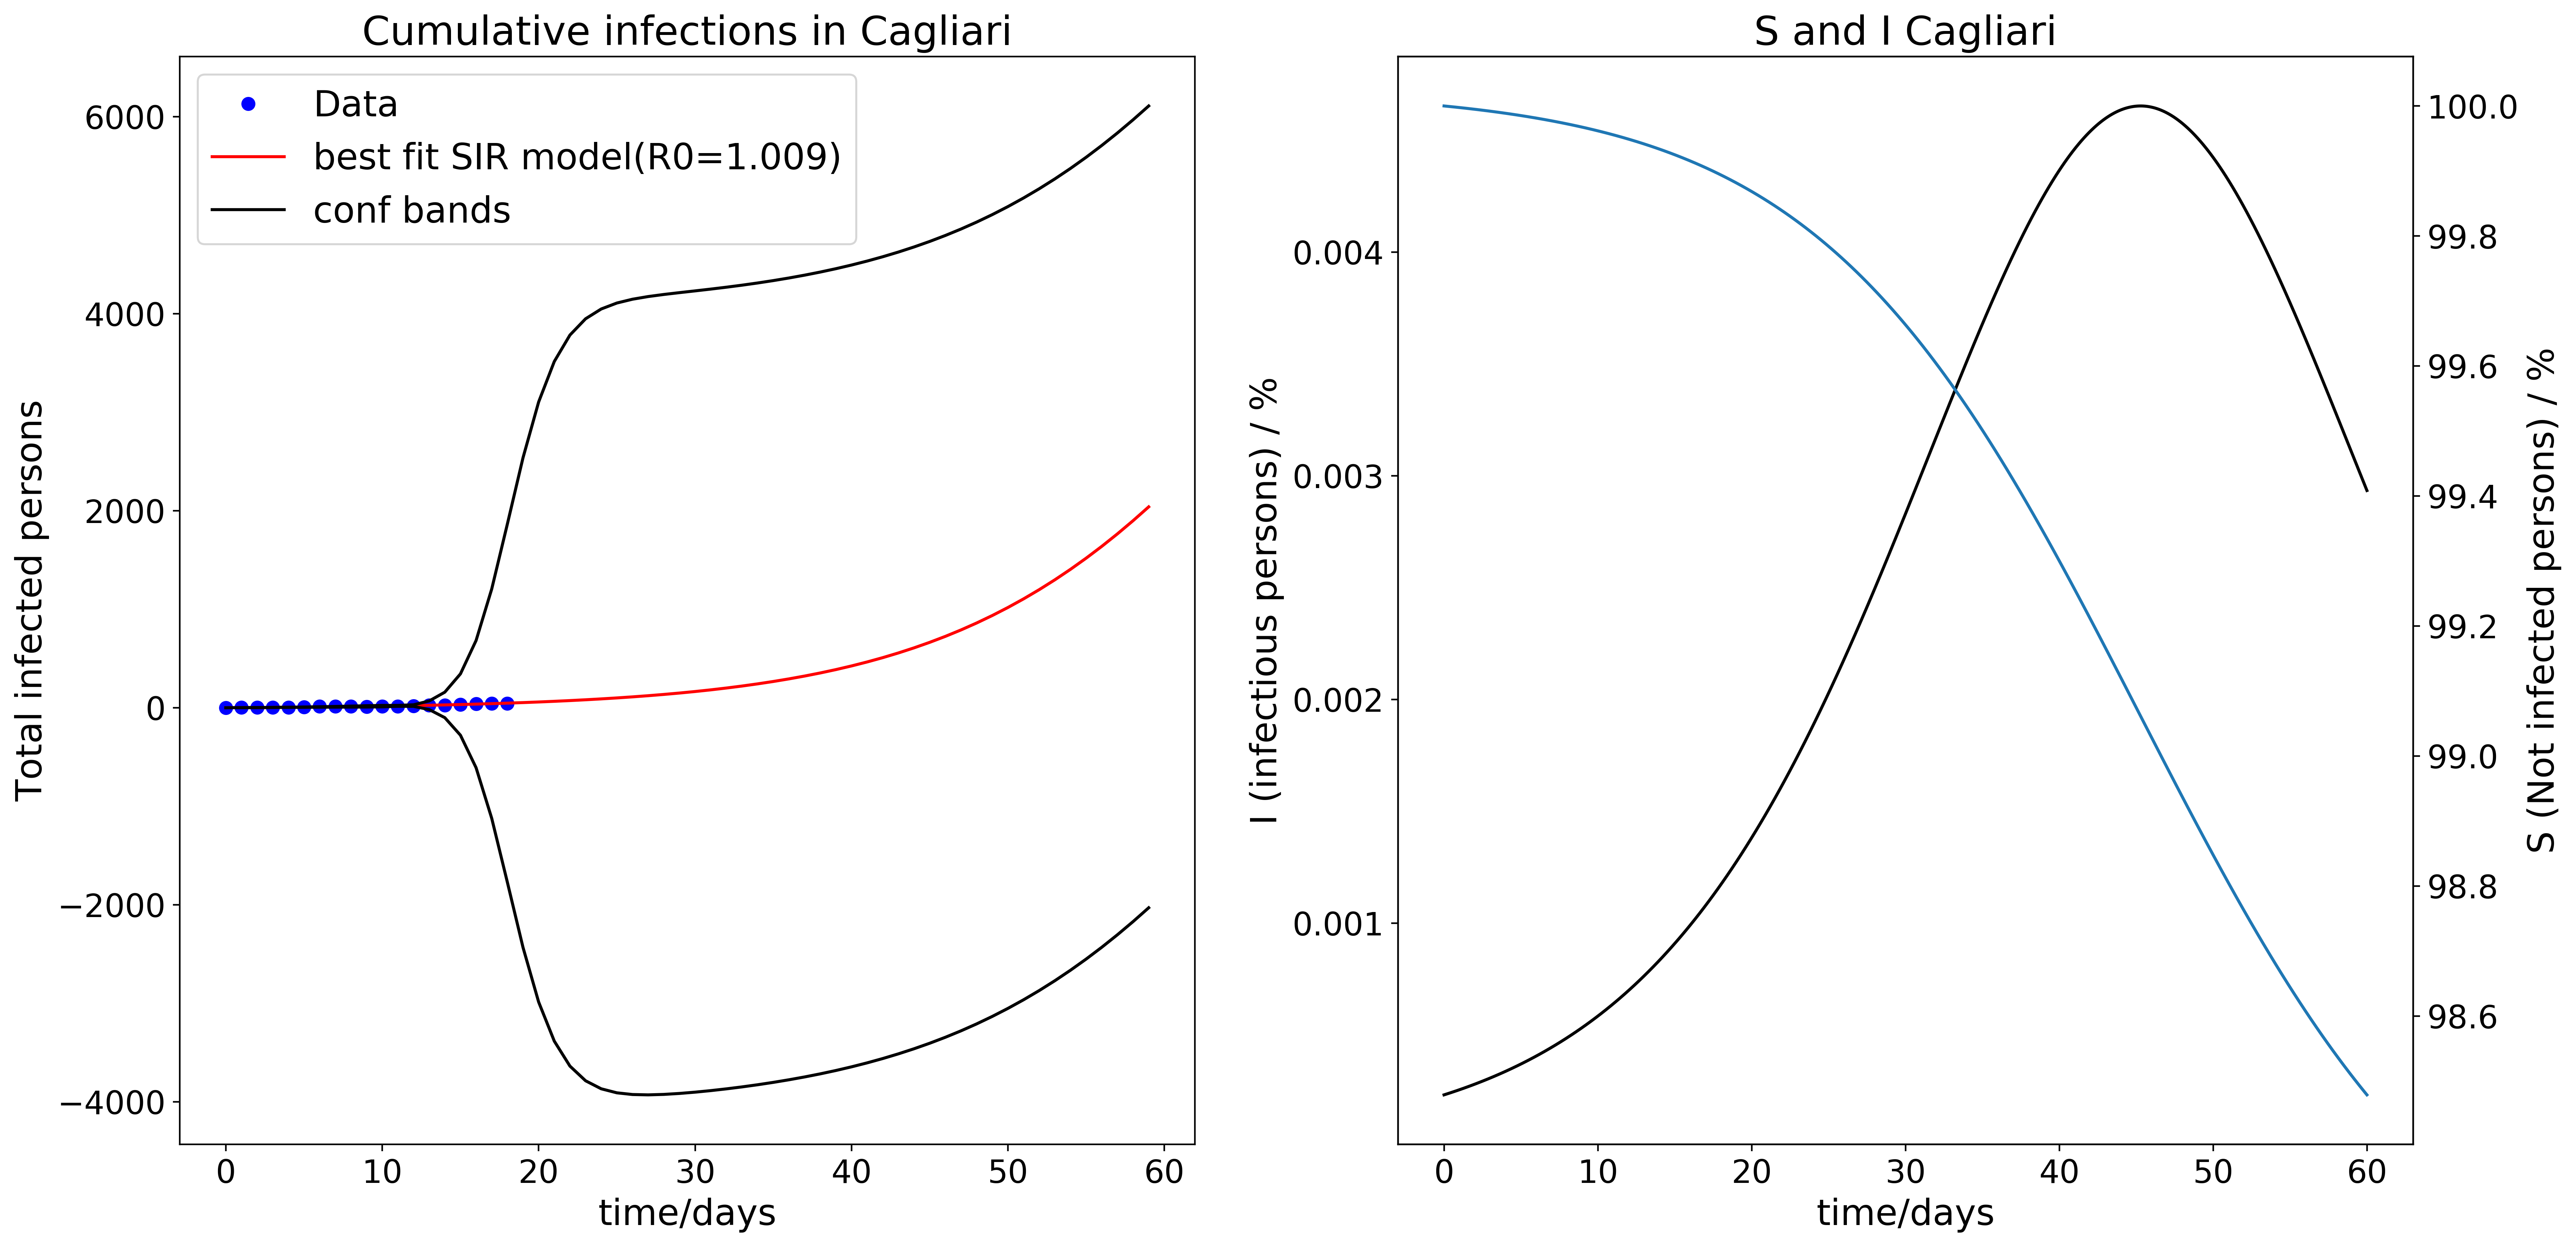 Cumulative infections in Cagliari
Data
best fit SIR model(R0=1.009)
conf bands
Total infected persons
6000
4000
2000
0
−2000
−4000
0 10 20 30 40 50 60
time/days
S and I Cagliari
I (infectious persons) / %
0.004
0.003
0.002
0.001
100.0
99.8
99.6
99.4
99.2
99.0
98.8
98.6
S (Not infected persons) / %
0 10 20 30 40 50 60
time/days